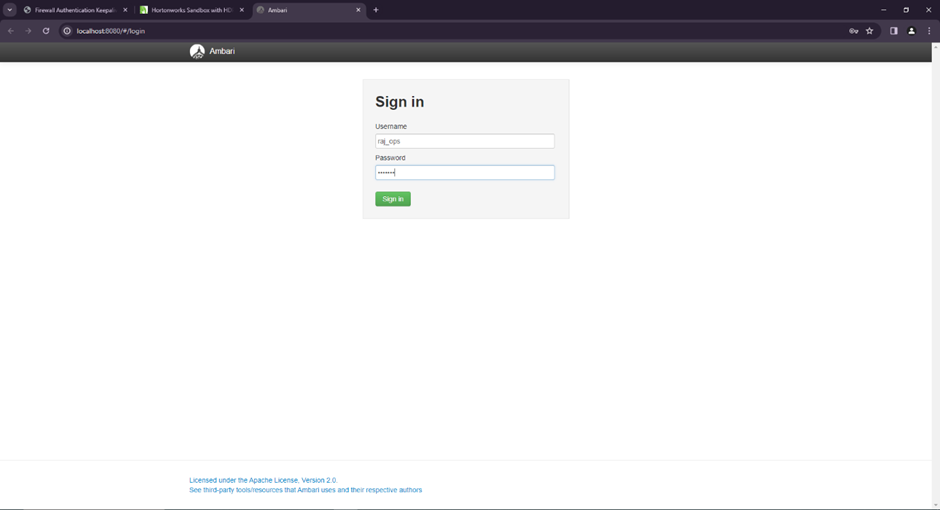 Firewall Authentication Keepali
Hortonworks Sandbox with HD
Ambari
localhost:8080/#/login
Ambari
Sign in
Username
raj_ops
Password
•••••••
Sign in
Licensed under the Apache License, Version 2.0.
See third-party tools/resources that Ambari uses and their respective authors